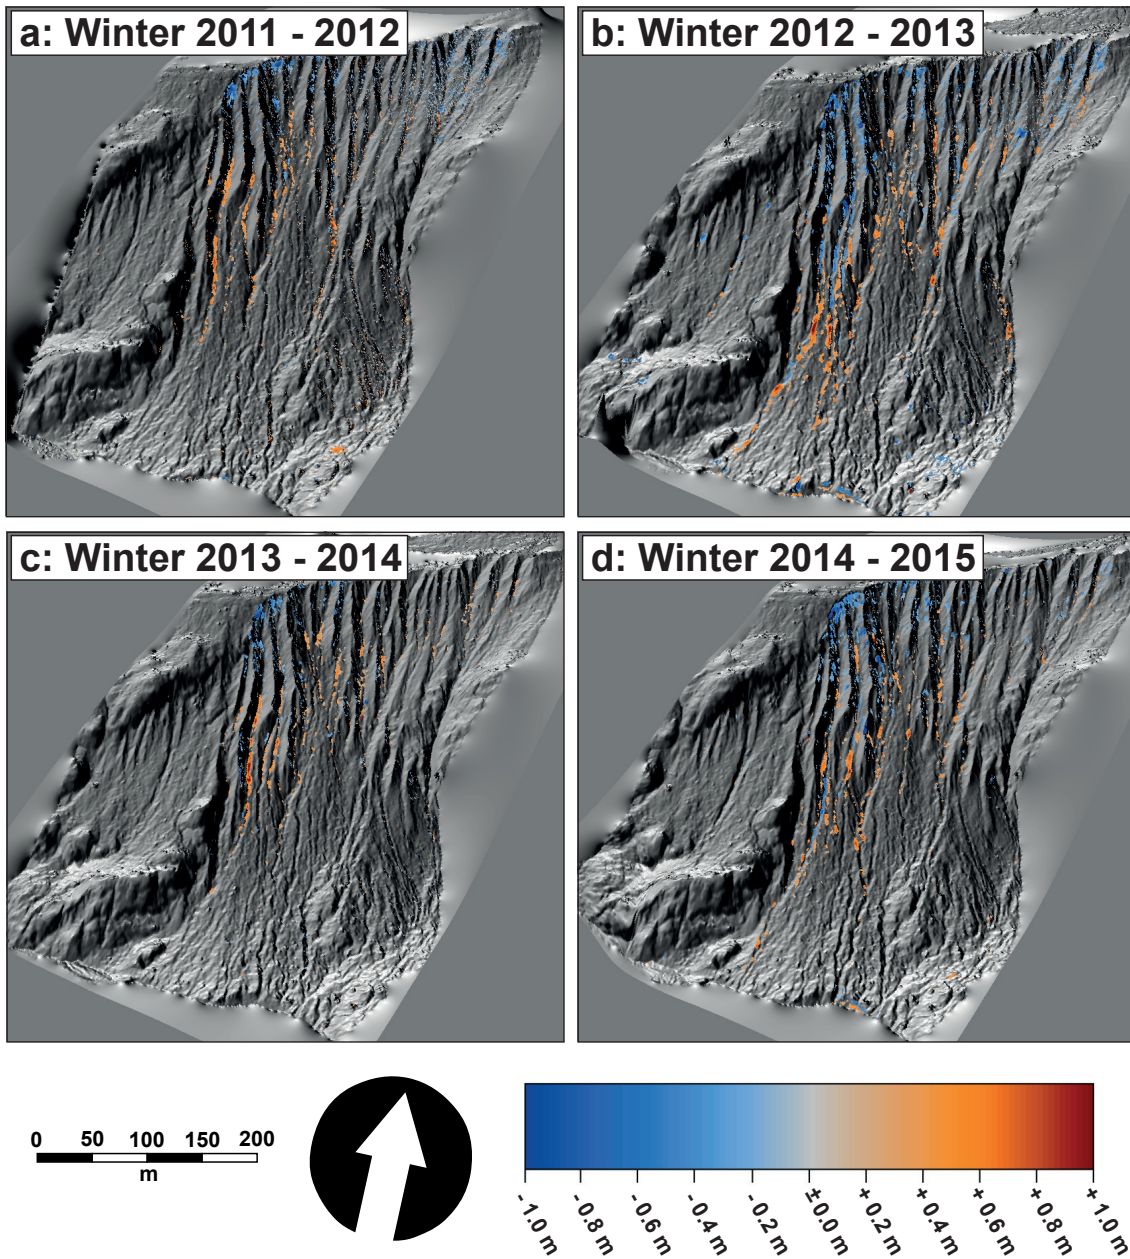 a: Winter 2011 - 2012
b: Winter 2012 - 2013
c: Winter 2013 - 2014
d: Winter 2014 - 2015
0 50 100 150 200
m
- 1.0 m
- 0.8 m
- 0.6 m
- 0.4 m
- 0.2 m
±0.0 m
+ 0.2 m
+ 0.4 m
+ 0.6 m
+ 0.8 m
+ 1.0 m